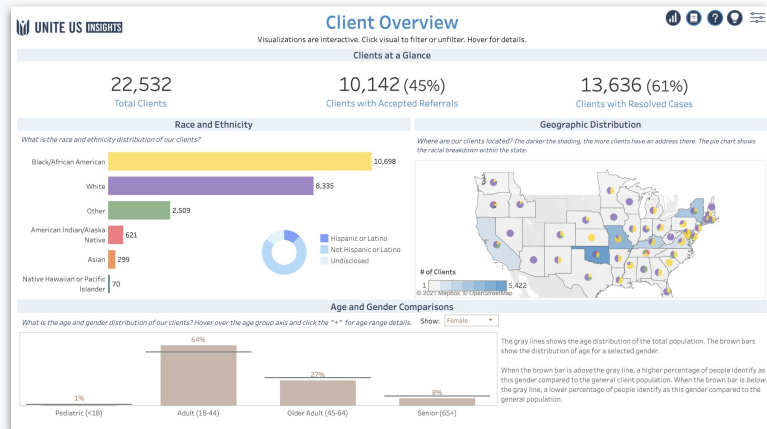 UNITE US INSIGHTS
Client Overview
Visualizations are interactive. Click visual to filter or unfilter. Hover for details.
Clients at a Glance
22,532
Total Clients
10,142 (45%)
Clients with Accepted Referrals
13,636 (61%)
Clients with Resolved Cases
Race and Ethnicity
What is the race and ethnicity distribution of our clients?
Black/African American
10,698
White
8,335
Other
2,509
American Indian/Alaska
Native
621
Asian
299
Native Hawaiian or Pacific
Islander
70
Hispanic or Latino
Not Hispanic or Latino
Undisclosed
Geographic Distribution
Where are our clients located? The darker the shading, the more clients have an address there. The pie chart shows
the racial breakdown within the state.
# of Clients
1
5,422
© 2021 Mapbox © OpenStreetMap
Age and Gender Comparisons
What is the age and gender distribution of our clients? Hover over the age group axis and click the "+" for age range details.
Show:
Female
1%
64%
27%
8%
Pediatric (<18)
Adult (18-44)
Older Adult (45-64)
Senior (65+)
The gray lines shows the age distribution of the total population. The brown bars
show the distribution of age for a selected gender.
When the brown bar is above the gray line, a higher percentage of people identify as
this gender compared to the general client population. When the brown bar is below
the gray line, a lower percentage of people identify as this gender compared to the
general population.